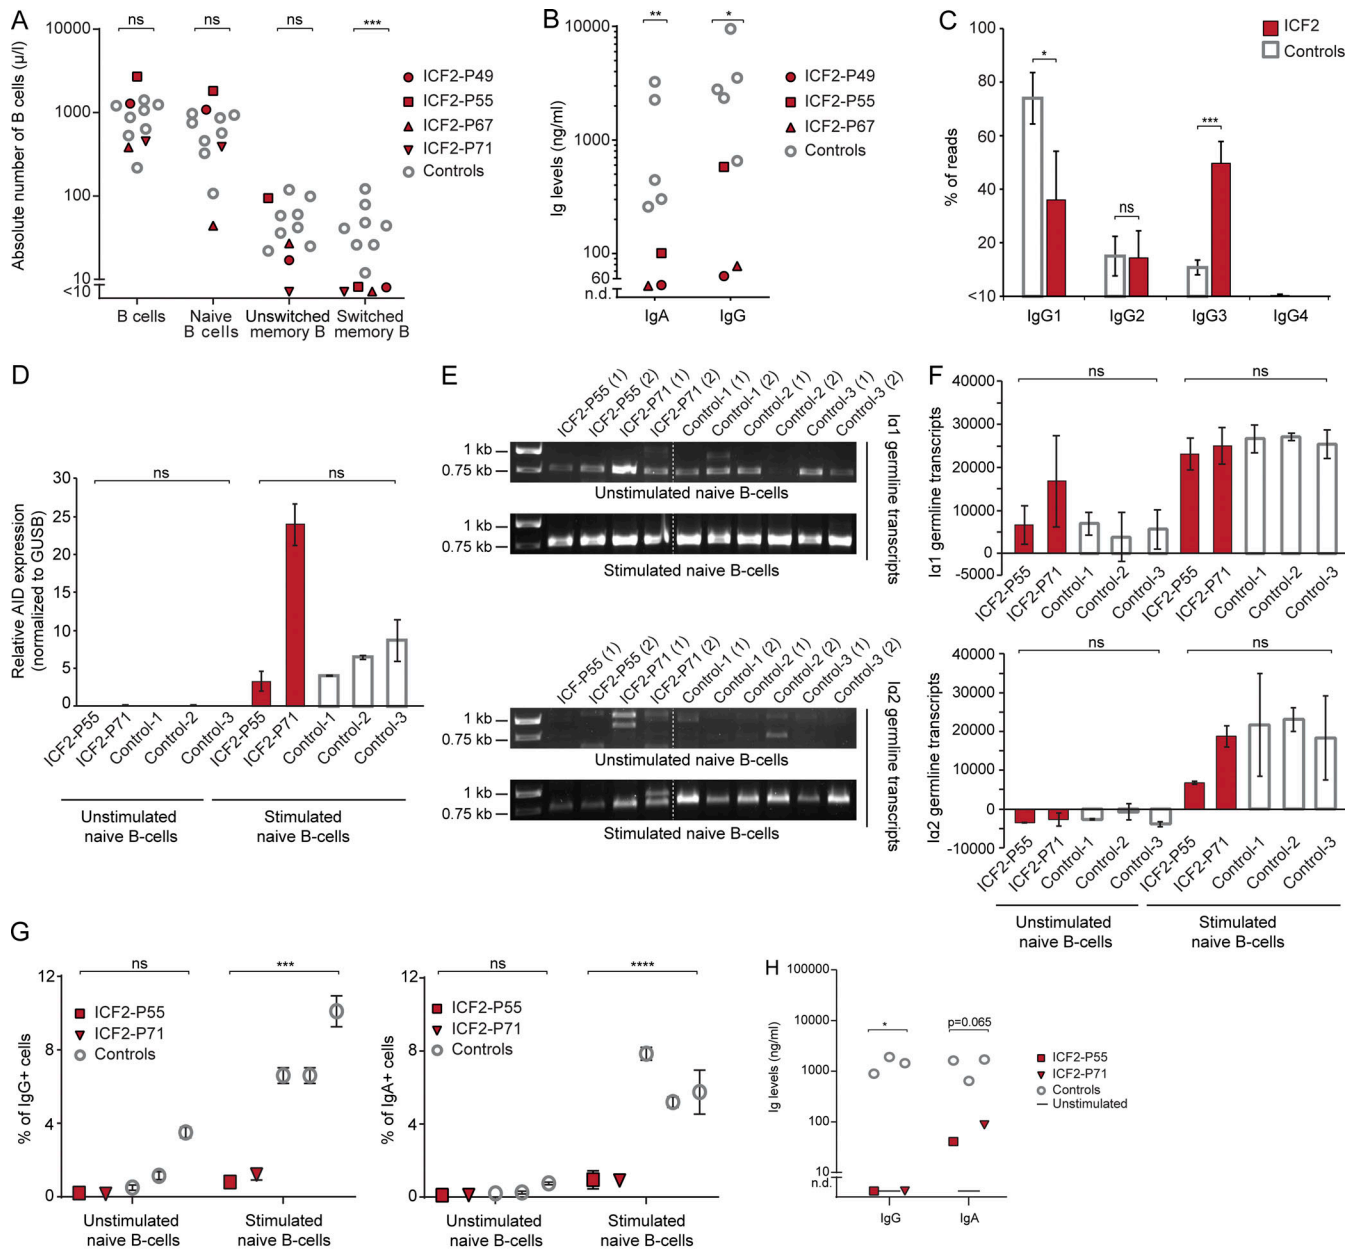 A
Absolute number of B cells (µ/l)
10000
1000
100
10
<10
ns
ns
ns
***
B cells
Naive
B cells
Unswitched
memory B
Switched
memory B
ICF2-P49
ICF2-P55
ICF2-P67
ICF2-P71
Controls
B
Ig levels (ng/ml)
10000
1000
100
60
n.d.
**
*
IgA
IgG
ICF2-P49
ICF2-P55
ICF2-P67
Controls
C
% of reads
100
80
60
40
20
<10
*
ns
***
IgG1
IgG2
IgG3
IgG4
ICF2
Controls
D
Relative AID expression
(normalized to GUSB)
30
25
20
15
10
5
0
ns
ns
ICF2-P55
ICF2-P71
Control-1
Control-2
Control-3
ICF2-P55
ICF2-P71
Control-1
Control-2
Control-3
Unstimulated
naive B-cells
Stimulated
naive B-cells
E
ICF2-P55 (1)
ICF2-P55 (2)
ICF2-P71 (1)
ICF2-P71 (2)
Control-1 (1)
Control-1 (2)
Control-2 (1)
Control-2 (2)
Control-3 (1)
Control-3 (2)
1 kb
0.75 kb
Unstimulated naive B-cells
1 kb
0.75 kb
Stimulated naive B-cells
Iα1 germline transcripts
ICF-P55 (1)
ICF2-P55 (2)
ICF2-P71 (1)
ICF2-P71 (2)
Control-1 (1)
Control-1 (2)
Control-2 (1)
Control-2 (2)
Control-3 (1)
Control-3 (2)
1 kb
0.75 kb
Unstimulated naive B-cells
1 kb
0.75 kb
Stimulated naive B-cells
Iα2 germline transcripts
F
Iα1 germline transcripts
40000
30000
20000
10000
0
-5000
ns
ns
ICF2-P55
ICF2-P71
Control-1
Control-2
Control-3
ICF2-P55
ICF2-P71
Control-1
Control-2
Control-3
Iα2 germline transcripts
40000
30000
20000
10000
0
-10000
ns
ns
ICF2-P55
ICF2-P71
Control-1
Control-2
Control-3
ICF2-P55
ICF2-P71
Control-1
Control-2
Control-3
Unstimulated
naive B-cells
Stimulated
naive B-cells
G
% of IgG+ cells
12
8
4
0
ns
***
ICF2-P55
ICF2-P71
Controls
Unstimulated
naive B-cells
Stimulated
naive B-cells
% of IgA+ cells
12
8
4
0
ns
****
ICF2-P55
ICF2-P71
Controls
Unstimulated
naive B-cells
Stimulated
naive B-cells
H
Ig levels (ng/ml)
100000
10000
1000
100
10
n.d.
*
p=0.065
IgG
IgA
ICF2-P55
ICF2-P71
Controls
Unstimulated